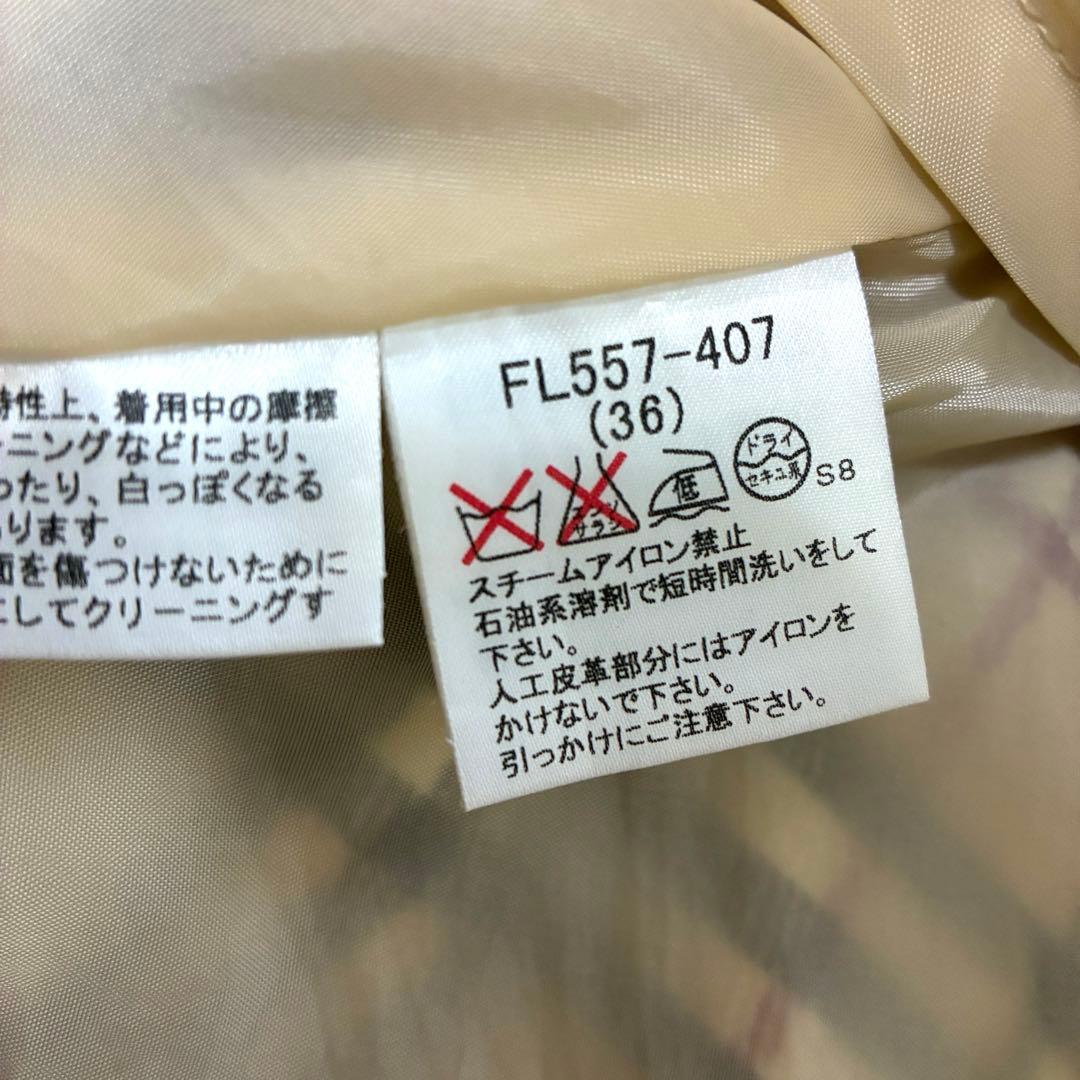 特性上、着用中の摩擦
ーニングなどにより、
ったり、白っぽくなる
ります。
面を傷つけないために
にしてクリーニングす
FL557-407
(36)
エンソ
サラシ
低
ドライ
セキユ系
S8
スチームアイロン禁止
石油系溶剤で短時間洗いをして
下さい。
人工皮革部分にはアイロンを
かけないで下さい。
引っかけにご注意下さい。